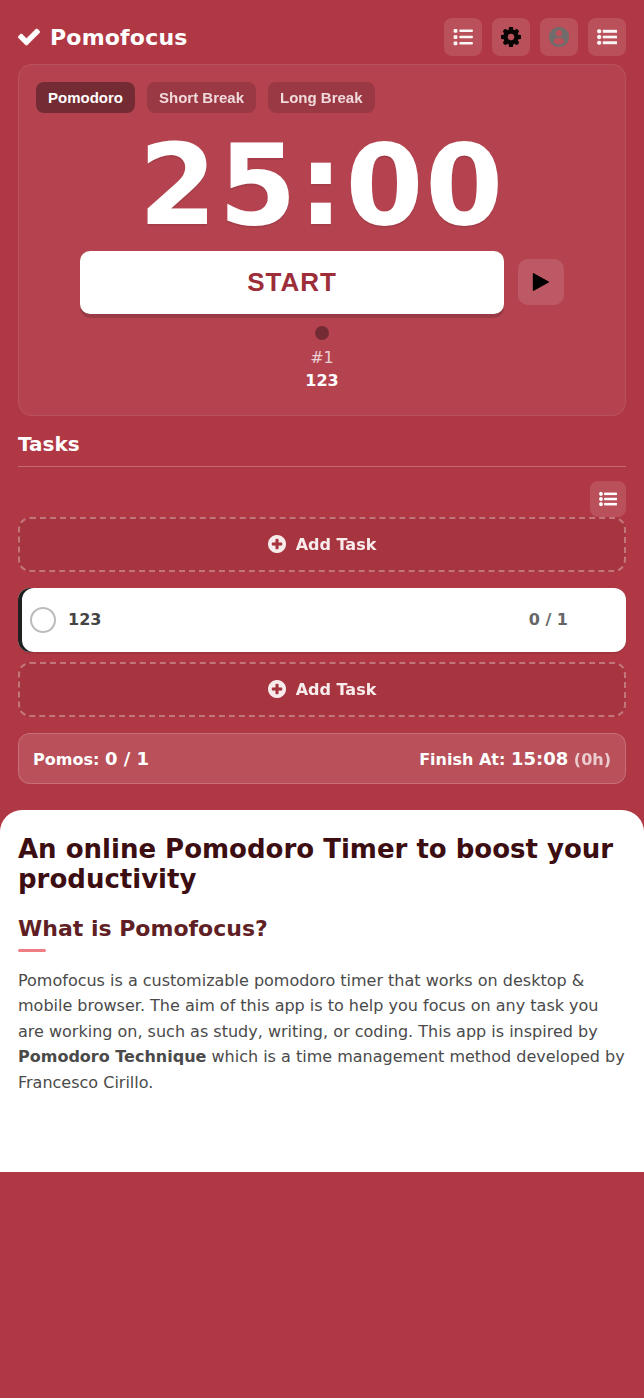 Pomofocus
Pomodoro Short Break Long Break
25:00
START
#1
123
Tasks
Add Task
123 0 / 1
Add Task
Pomos: 0 / 1 Finish At: 15:08 (0h)
An online Pomodoro Timer to boost your
productivity
What is Pomofocus?
Pomofocus is a customizable pomodoro timer that works on desktop &
mobile browser. The aim of this app is to help you focus on any task you
are working on, such as study, writing, or coding. This app is inspired by
Pomodoro Technique which is a time management method developed by
Francesco Cirillo.